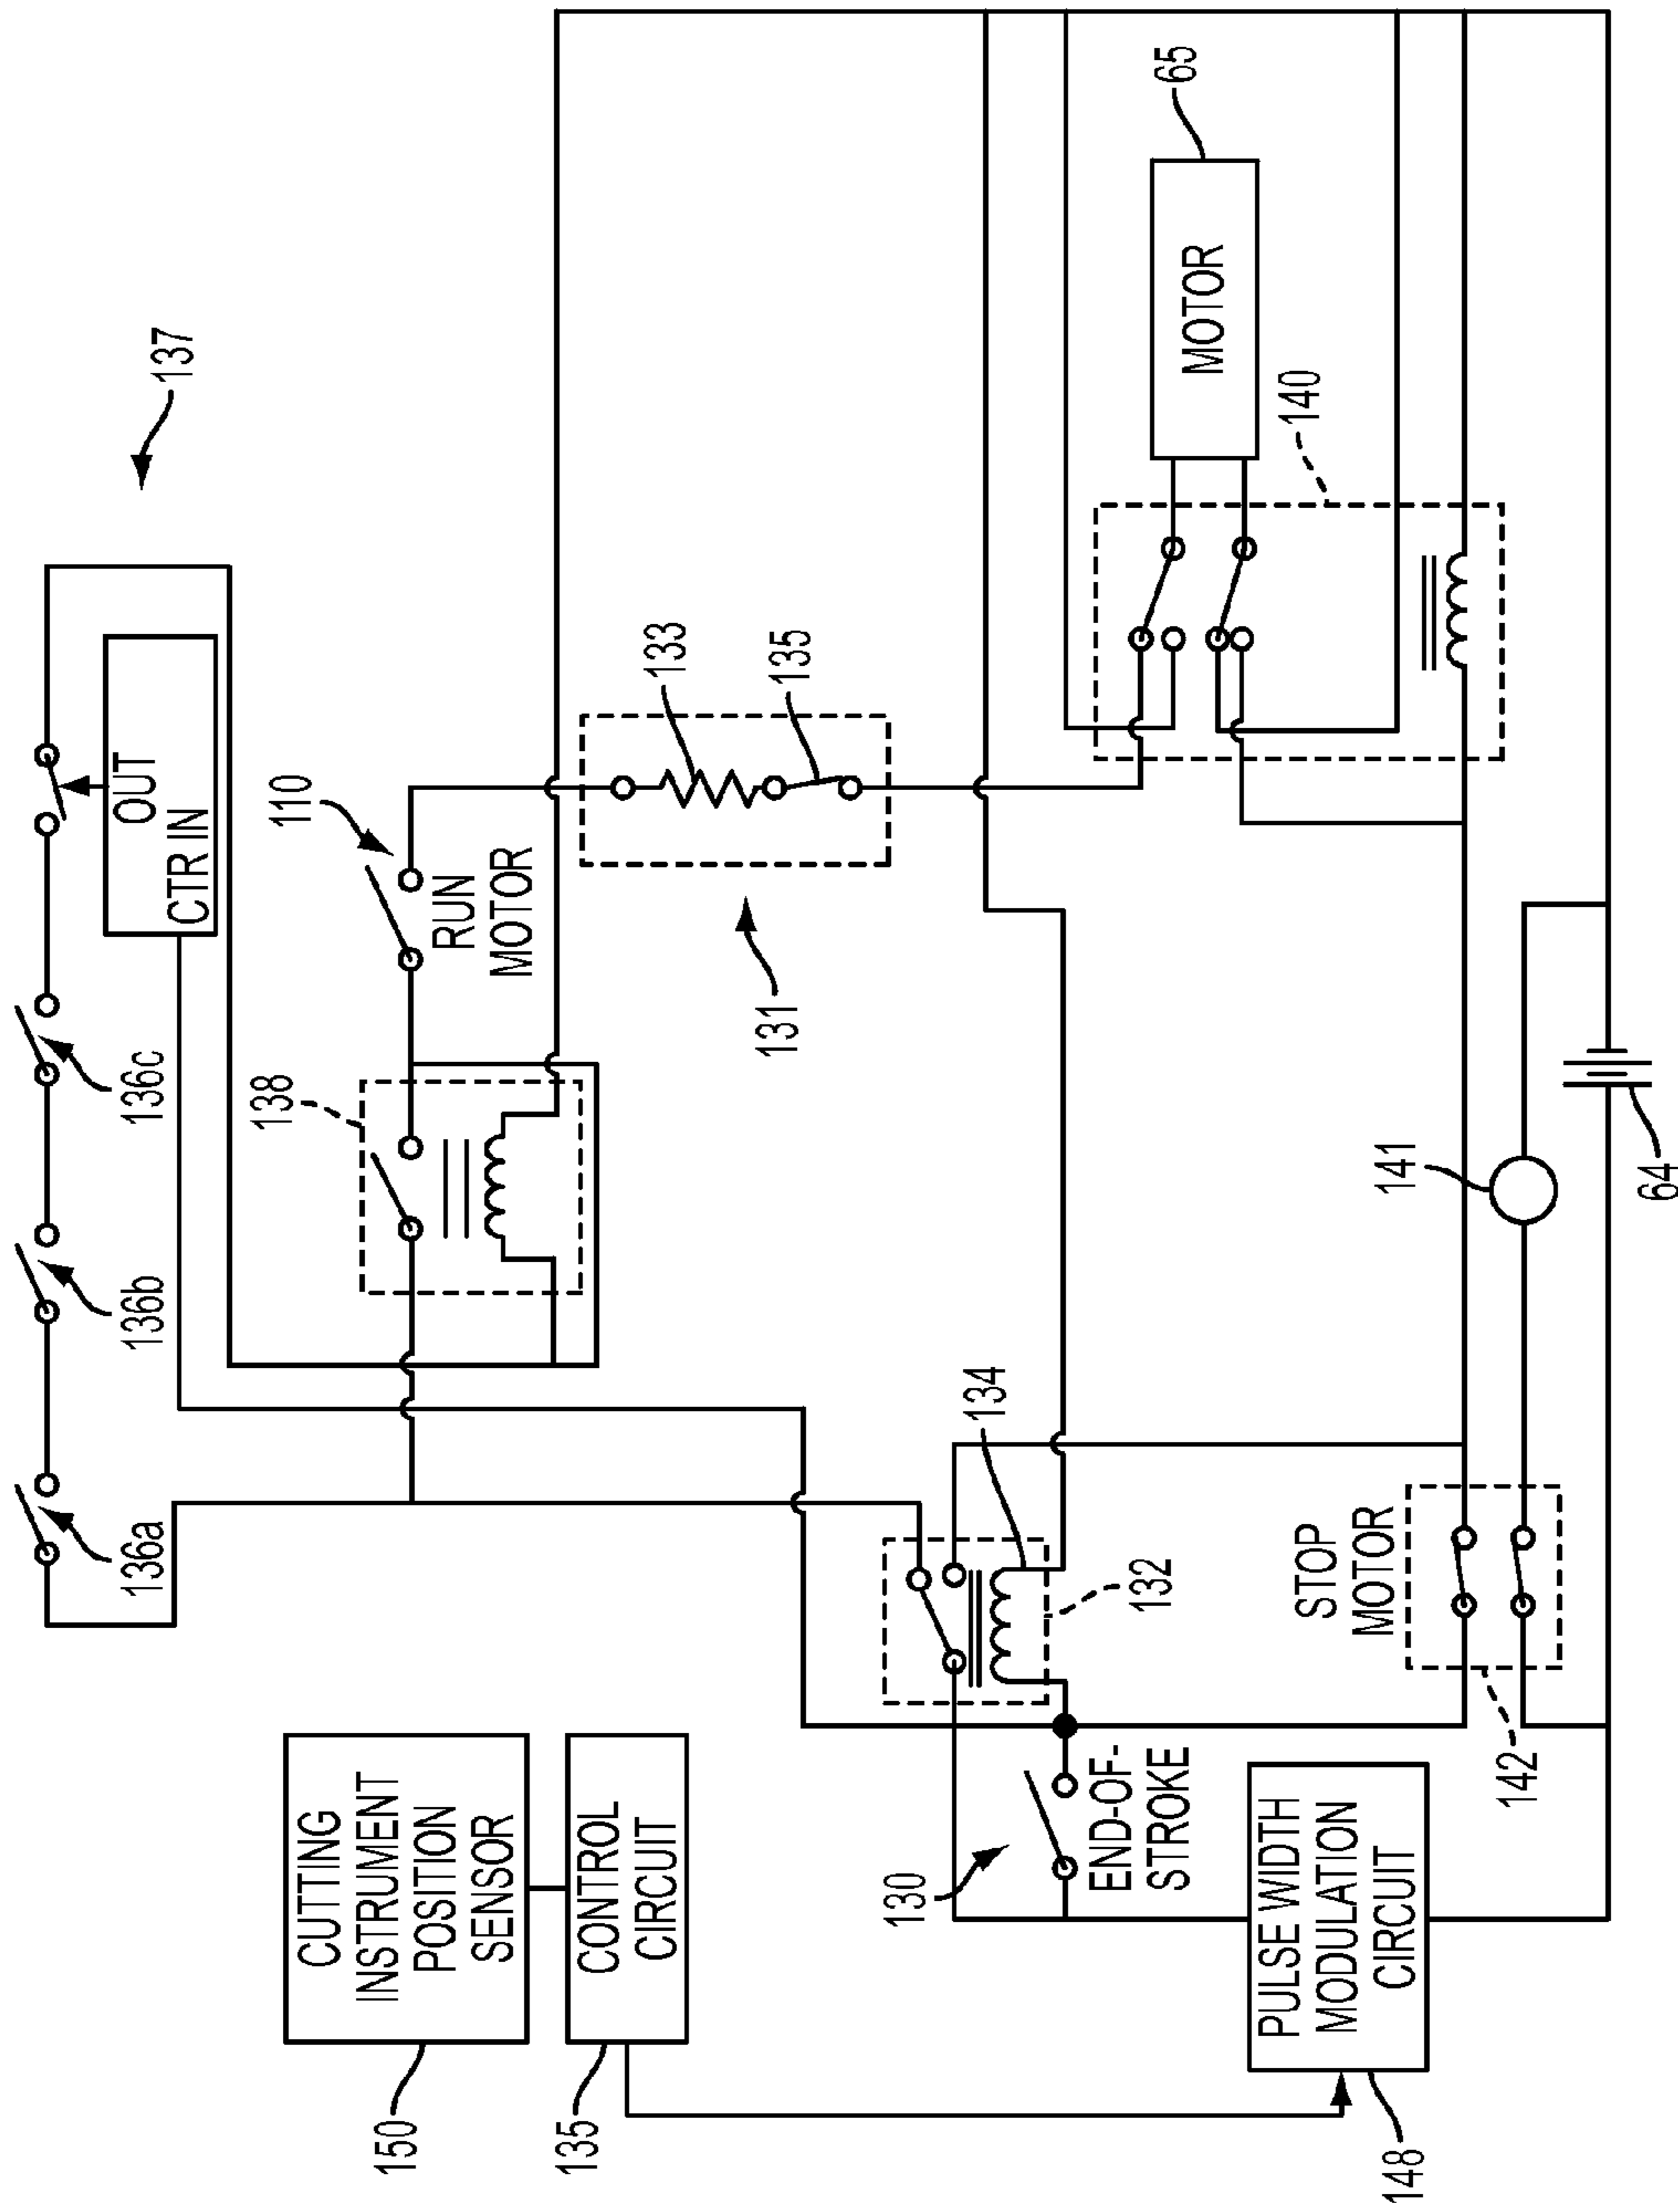 137
OUT
CTR IN
136c
136b
136a
110
RUN
MOTOR
138
133
135
131
MOTOR
65
140
134
132
CUTTING
INSTRUMENT
POSITION
SENSOR
150
CONTROL
CIRCUIT
135
130
END-OF-
STROKE
STOP
MOTOR
142
141
64
PULSE WIDTH
MODULATION
CIRCUIT
148